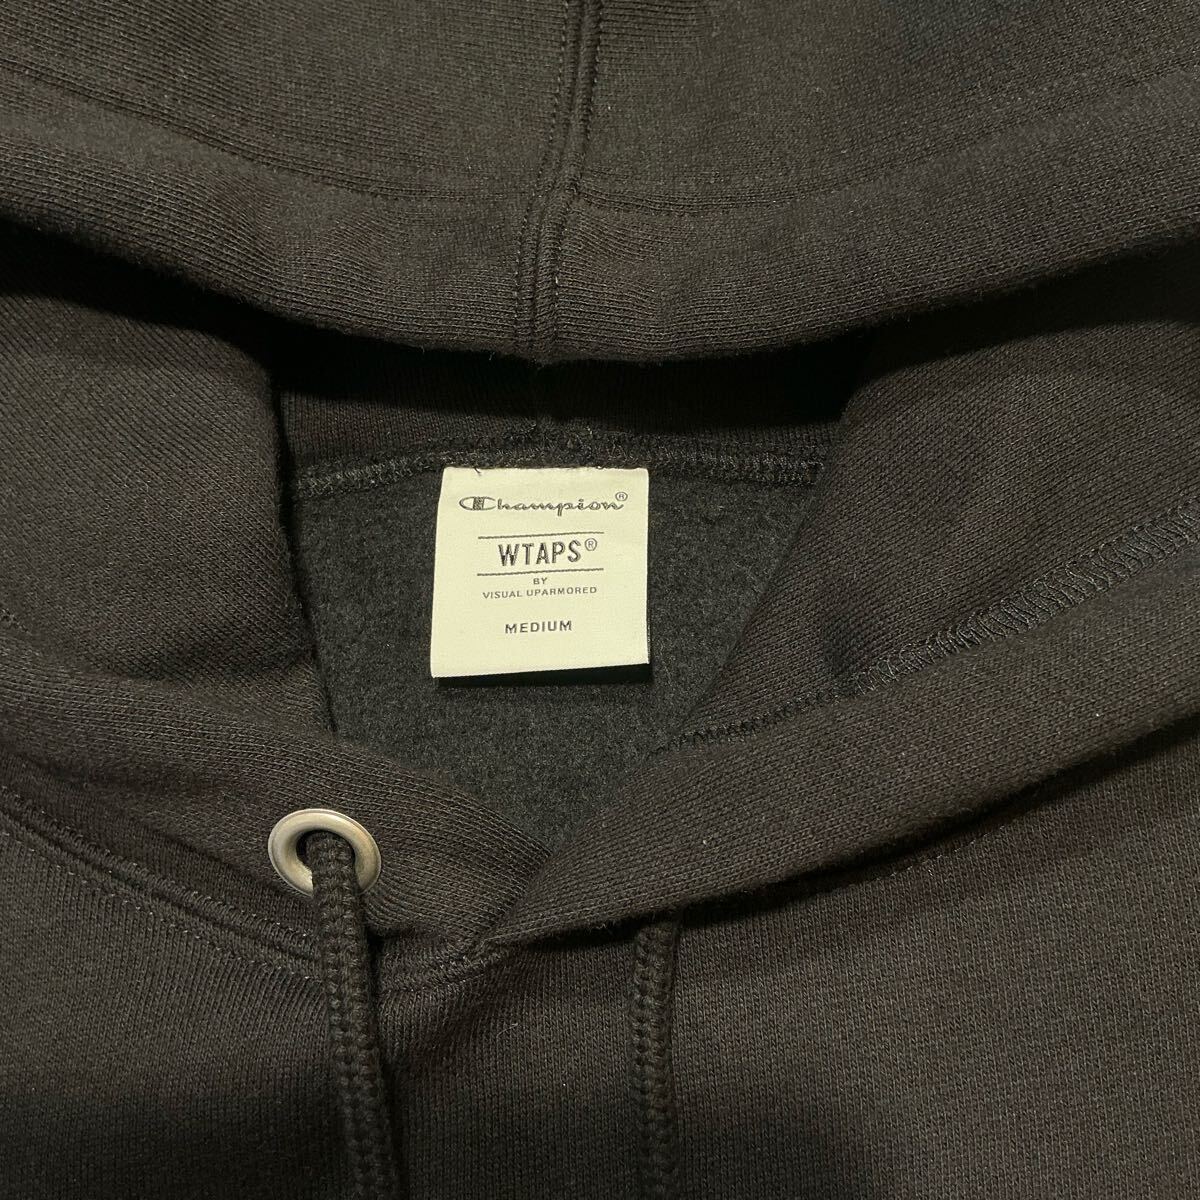 Champion®
WTAPS®
BY
VISUAL UPARMORED
MEDIUM